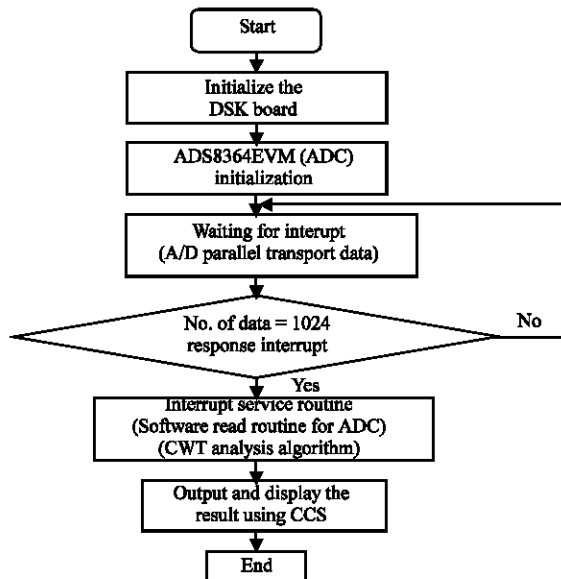 Start
Initialize the
DSK board
ADS8364EVM (ADC)
initialization
Waiting for interupt
(A/D parallel transport data)
No. of data = 1024
response interrupt
No
Yes
Interrupt service routine
(Software read routine for ADC)
(CWT analysis algorithm)
Output and display the
result using CCS
End